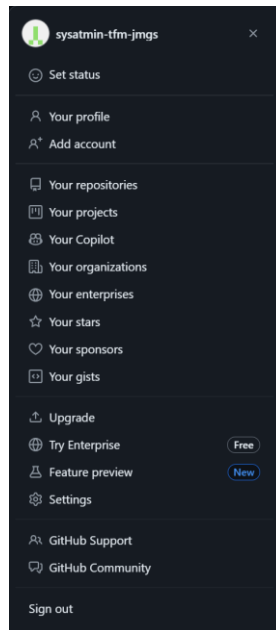 sysatmin-tfm-jmgs
Set status
Your profile
Add account
Your repositories
Your projects
Your Copilot
Your organizations
Your enterprises
Your stars
Your sponsors
Your gists
Upgrade
Try Enterprise Free
Feature preview New
Settings
GitHub Support
GitHub Community
Sign out